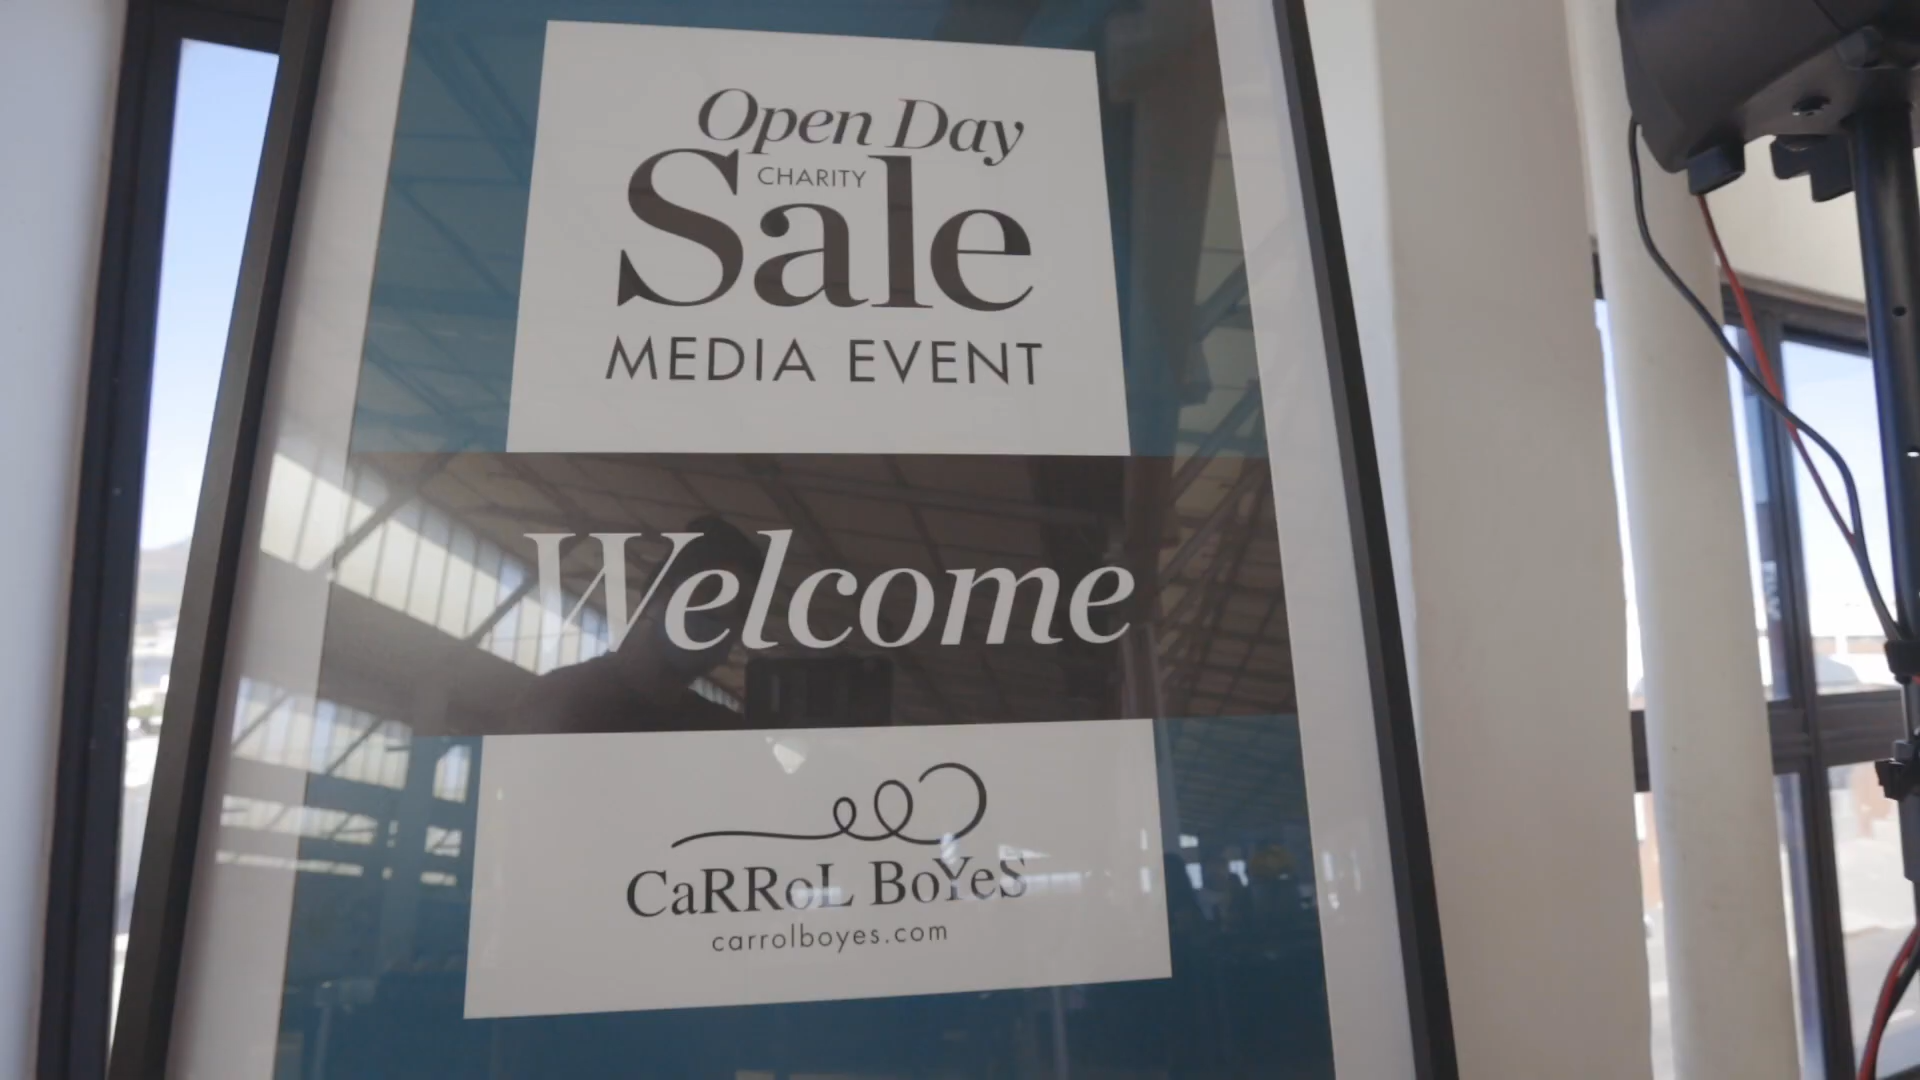 Open Day
CHARITY
Sale
MEDIA EVENT
Welcome
CaRRoL BoYeS
carrolboyes.com